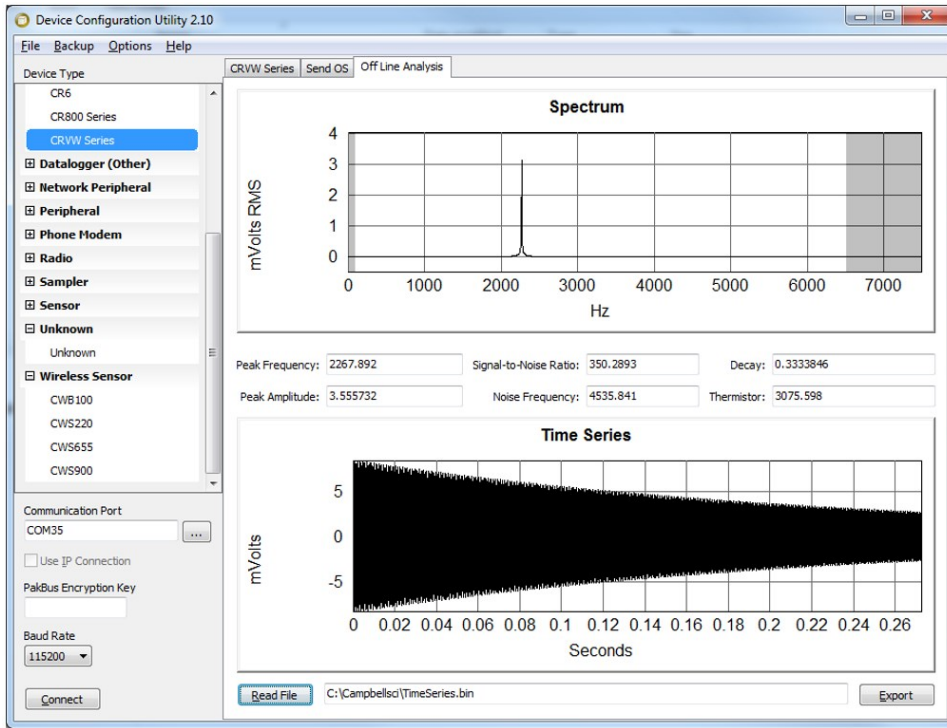 Device Configuration Utility 2.10
File Backup Options Help
Device Type
CR6
CR800 Series
CRVW Series
Datalogger (Other)
Network Peripheral
Peripheral
Phone Modem
Radio
Sampler
Sensor
Unknown
Unknown
Wireless Sensor
CWB100
CWS220
CWS655
CWS900
Communication Port
COM35
...
Use IP Connection
PakBus Encryption Key
Baud Rate
115200
Connect
CRVW Series Send OS Off Line Analysis
Spectrum
mVolts RMS
4
3
2
1
0
0 1000 2000 3000 4000 5000 6000 7000
Hz
Peak Frequency: 2267.892 Signal-to-Noise Ratio: 350.2893 Decay: 0.3333846
Peak Amplitude: 3.555732 Noise Frequency: 4535.841 Thermistor: 3075.598
Time Series
mVolts
5
0
-5
0 0.02 0.04 0.06 0.08 0.1 0.12 0.14 0.16 0.18 0.2 0.22 0.24 0.26
Seconds
Read File C:\Campbellsci\TimeSeries.bin Export